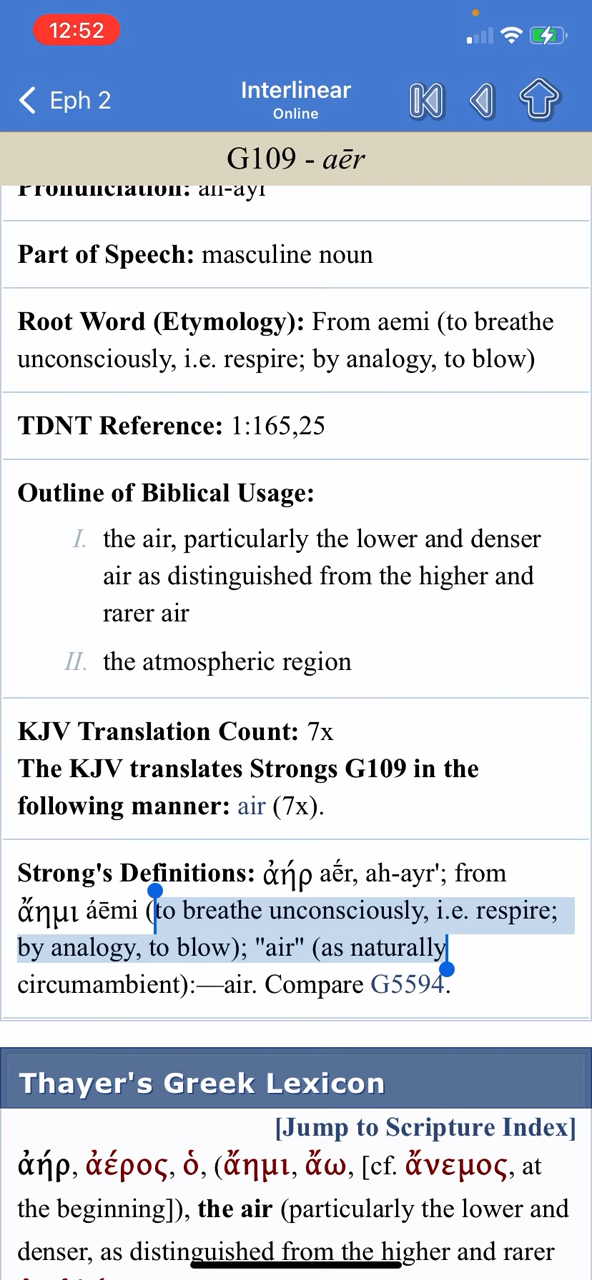 12:52
Eph 2
Interlinear
Online
G109 - aēr
Pronunciation: ah-ayr
Part of Speech: masculine noun
Root Word (Etymology): From aemi (to breathe
unconsciously, i.e. respire; by analogy, to blow)
TDNT Reference: 1:165,25
Outline of Biblical Usage:
I. the air, particularly the lower and denser
air as distinguished from the higher and
rarer air
II. the atmospheric region
KJV Translation Count: 7x
The KJV translates Strongs G109 in the
following manner: air (7x).
Strong's Definitions: ἀήρ aḗr, ah-ayr'; from
ἄημι áēmi (to breathe unconsciously, i.e. respire;
by analogy, to blow); "air" (as naturally
circumambient):—air. Compare G5594.
Thayer's Greek Lexicon
[Jump to Scripture Index]
ἀήρ, ἀέρος, ὁ, (ἄημι, ἄω, [cf. ἄνεμος, at
the beginning]), the air (particularly the lower and
denser, as distinguished from the higher and rarer